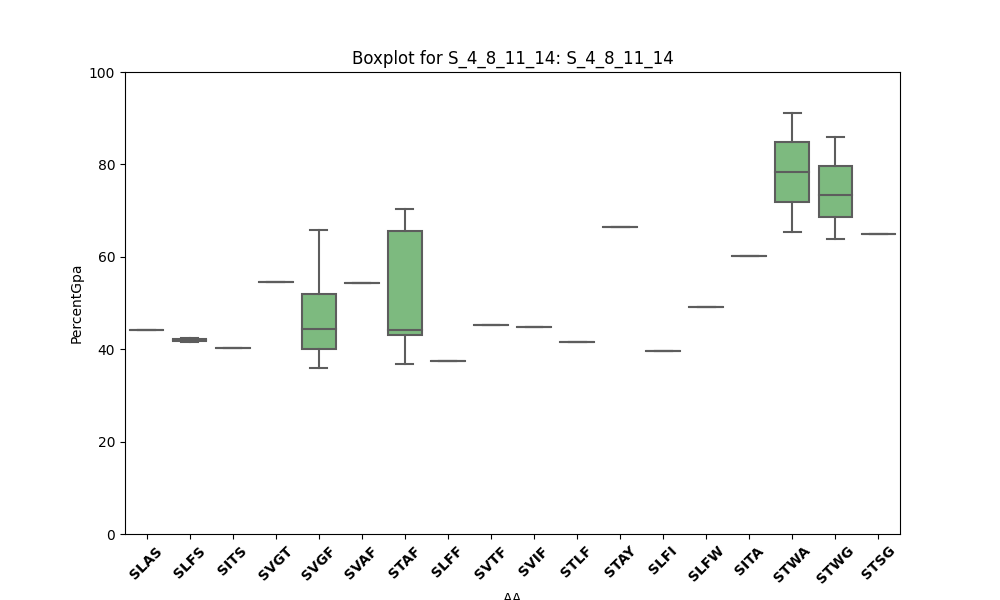 Boxplot for S_4_8_11_14: S_4_8_11_14
PercentGpa
100
80
60
40
20
0
SLAS SLFS SITS SVGT SVGF SVAF STAF SLFF SVTF SVIF STLF STAY SLFI SLFW SITA STWA STWG STSG
AA